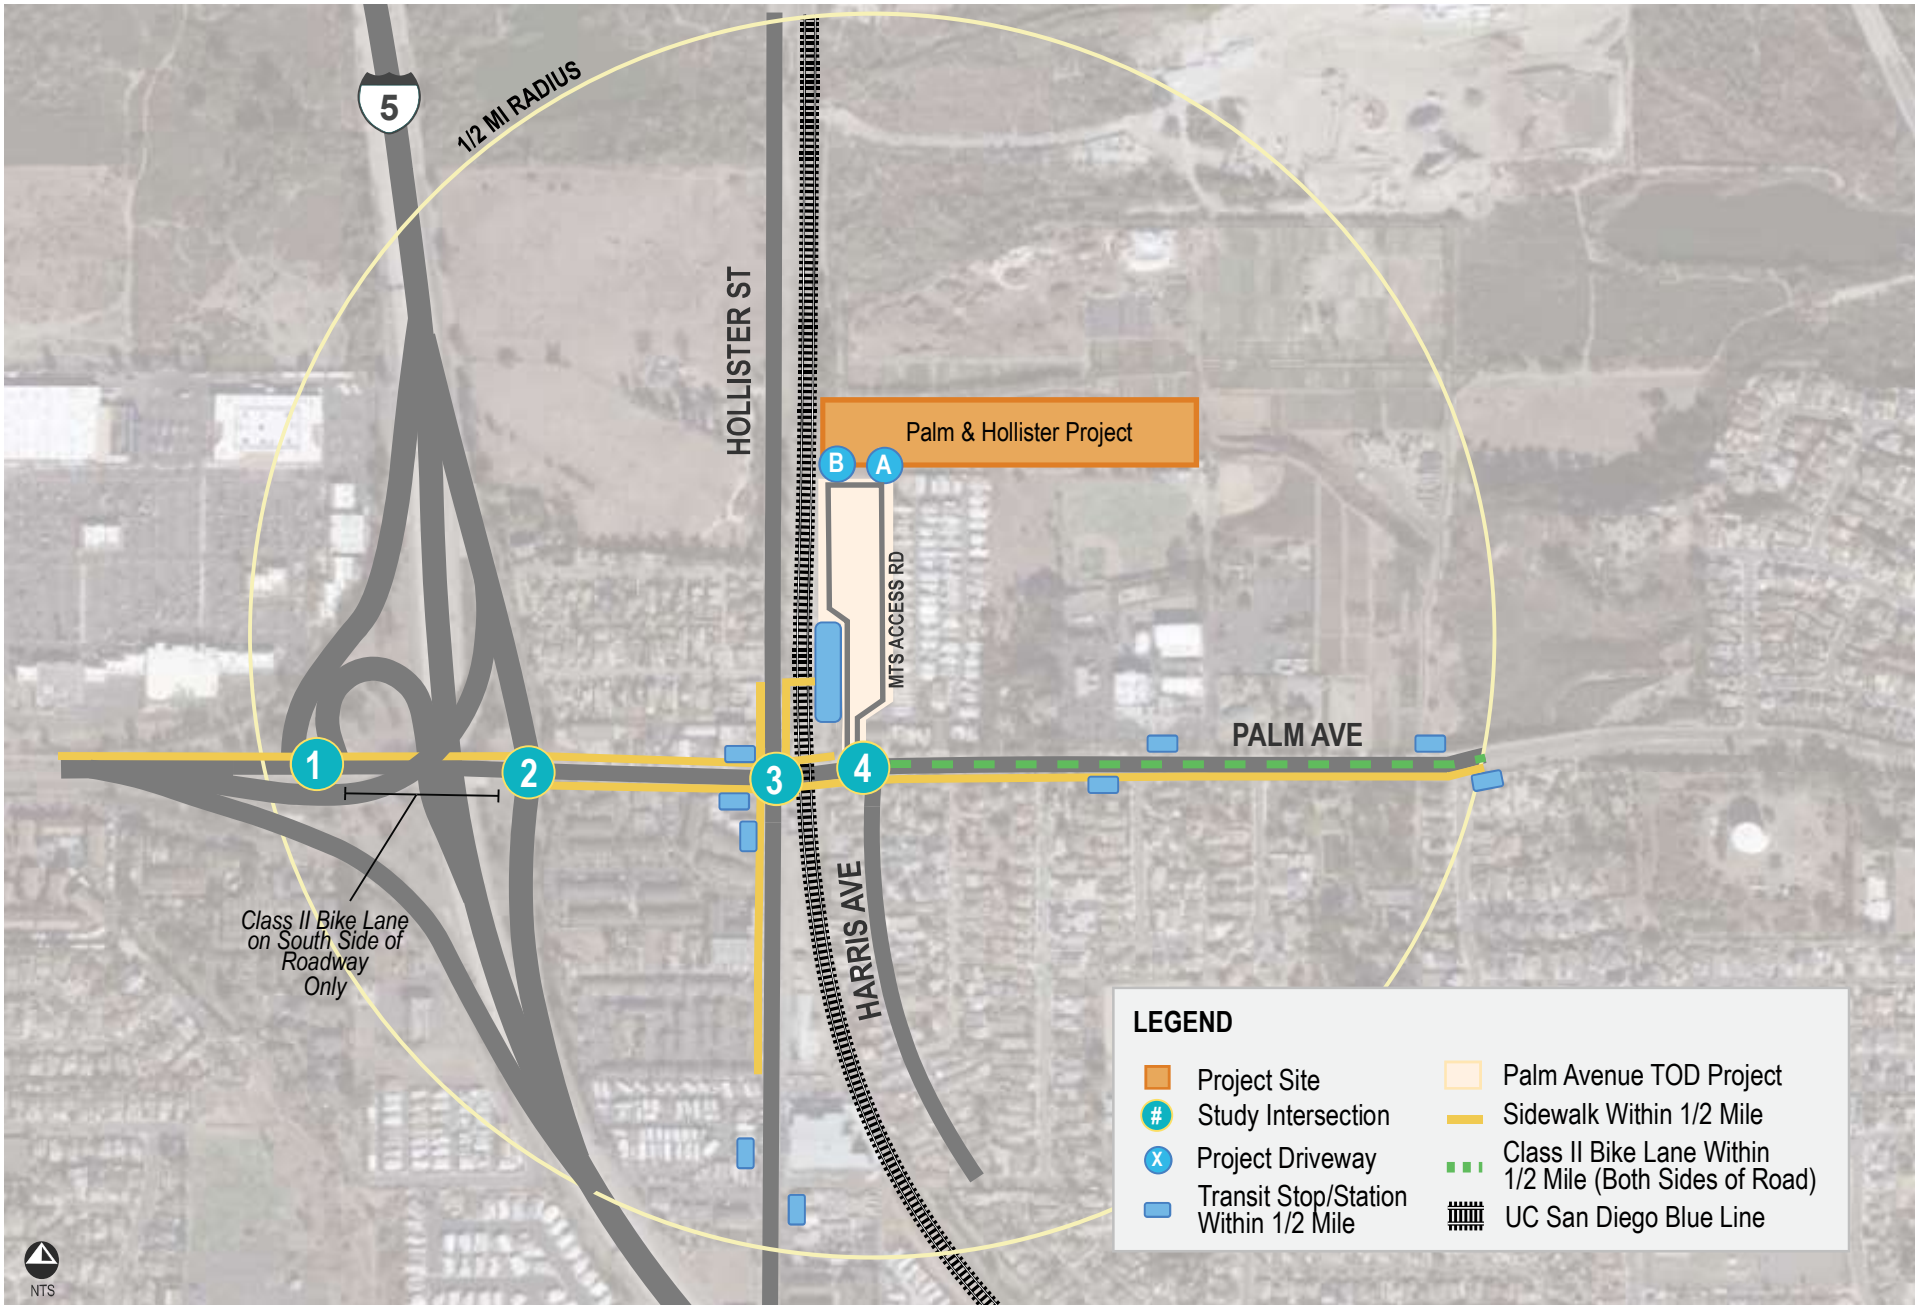 5
1/2 MI RADIUS
HOLLISTER ST
Palm & Hollister Project
B
A
MTS ACCESS RD
PALM AVE
1
2
3
4
Class II Bike Lane
on South Side of
Roadway
Only
HARRIS AVE
LEGEND
Project Site
# Study Intersection
X Project Driveway
Transit Stop/Station
Within 1/2 Mile
Palm Avenue TOD Project
Sidewalk Within 1/2 Mile
Class II Bike Lane Within
1/2 Mile (Both Sides of Road)
UC San Diego Blue Line
NTS